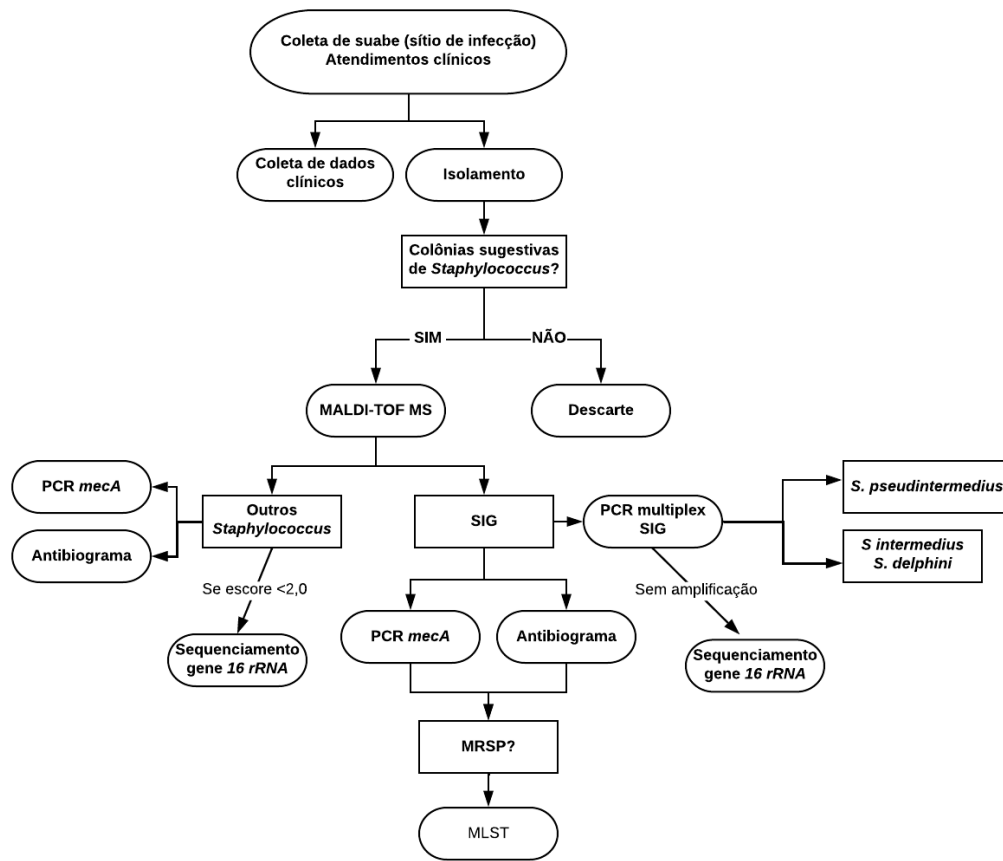 Coleta de suabe (sítio de infecção)
Atendimentos clínicos
Coleta de dados
clínicos
Isolamento
Colônias sugestivas
de Staphylococcus?
SIM
NÃO
MALDI-TOF MS
Descarte
PCR mecA
Antibiograma
Outros
Staphylococcus
SIG
PCR multiplex
SIG
S. pseudintermedius
S intermedius
S. delphini
Se escore <2,0
Sem amplificação
Sequenciamento
gene 16 rRNA
PCR mecA
Antibiograma
Sequenciamento
gene 16 rRNA
MRSP?
MLST